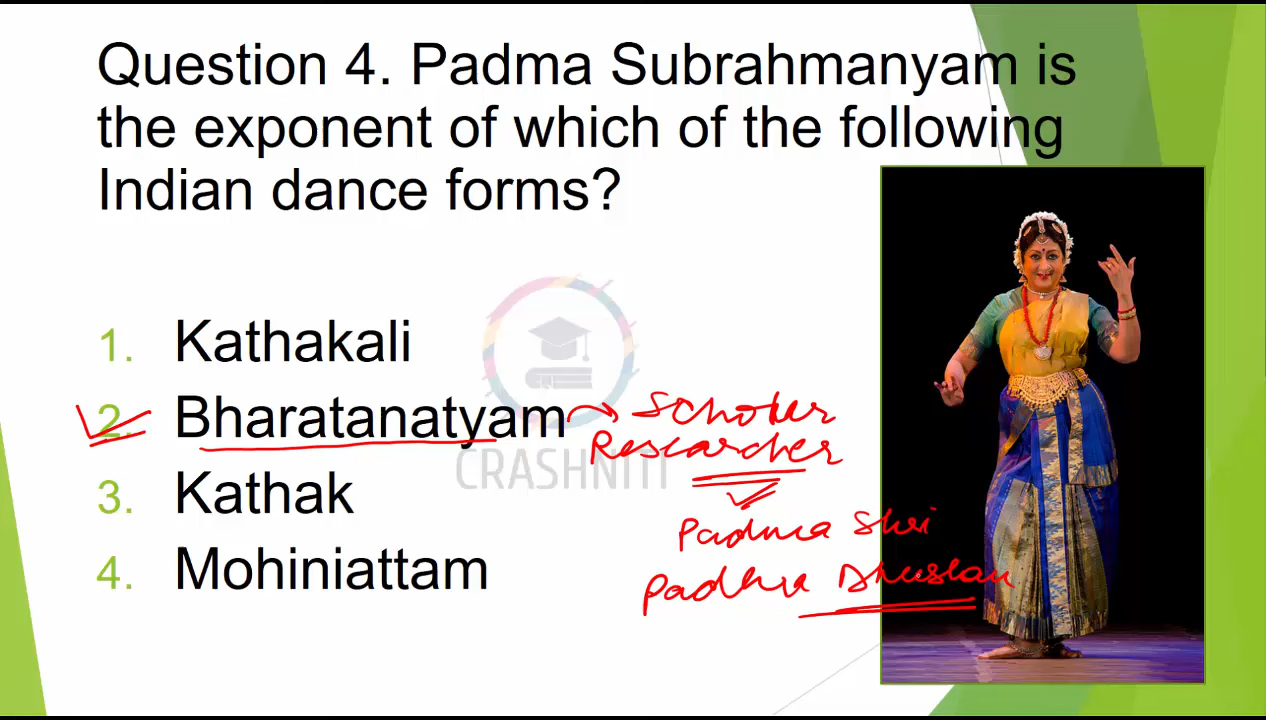 Question 4. Padma Subrahmanyam is
the exponent of which of the following
Indian dance forms?
1. Kathakali
2. Bharatanatyam → Scholer
Researcher
CRASHNITI
3. Kathak
Padma Shri
4. Mohiniattam
Padma Bhushan